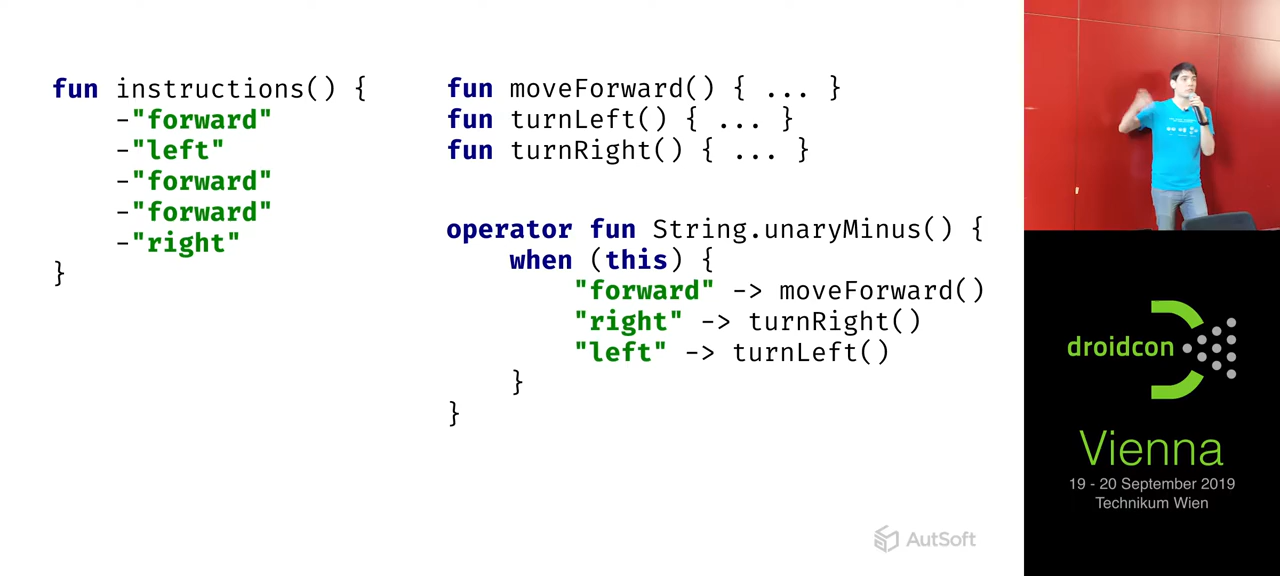 fun instructions() {
    -"forward"
    -"left"
    -"forward"
    -"forward"
    -"right"
}
fun moveForward() { ... }
fun turnLeft() { ... }
fun turnRight() { ... }
operator fun String.unaryMinus() {
    when (this) {
        "forward" -> moveForward()
        "right" -> turnRight()
        "left" -> turnLeft()
    }
}
AutSoft
droidcon
Vienna
19 - 20 September 2019
Technikum Wien